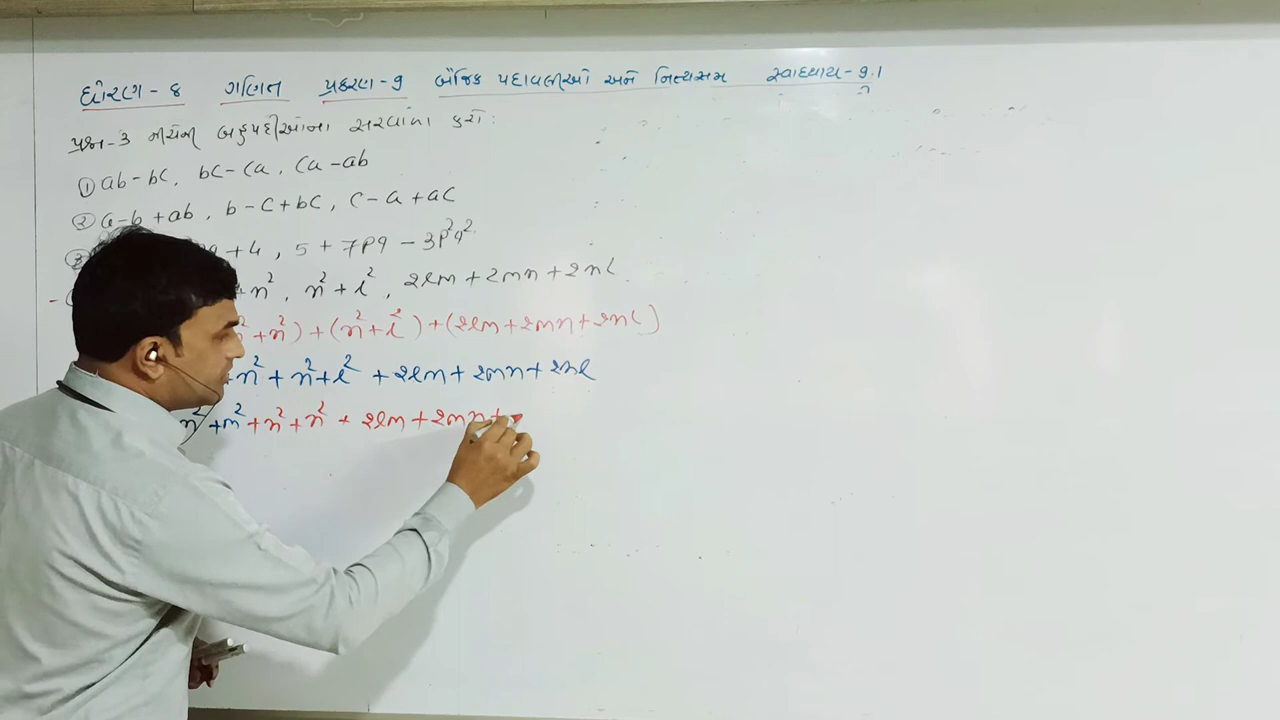 ધોરણ - ૮ ગણિત પ્રકરણ - 9 બૈજિક પદાવલીઓ અને નિત્યસમ સ્વાધ્યાય - 9.1
પ્રશ્ન-3 નીચેની બહુપદીઓના સરવાળા કરો :
① ab - bc, bc - ca, ca - ab
② a - b + ab, b - c + bc, c - a + ac
③ + 4, 5 + 7pq - 3p²q²
+ n², n² + l², 2lm + 2mn + 2nl
+ n²) + (n² + l²) + (2lm + 2mn + 2nl)
+ n² + n² + l² + 2lm + 2mn + 2nl
+ m² + n² + n² + 2lm + 2mn +